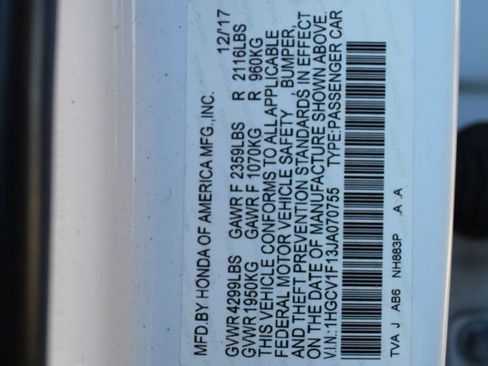 MFD.BY HONDA OF AMERICA MFG.,INC. 12/17
GVWR 4299LBS GAWR F 2359LBS R 2116LBS
GVWR 1950KG GAWR F 1070KG R 960KG
THIS VEHICLE CONFORMS TO ALL APPLICABLE
FEDERAL MOTOR VEHICLE SAFETY, BUMPER,
AND THEFT PREVENTION STANDARDS IN EFFECT
ON THE DATE OF MANUFACTURE SHOWN ABOVE.
V.I.N.:1HGCV1F13JA070755 TYPE:PASSENGER CAR
TVA J AB6 NH883P A A